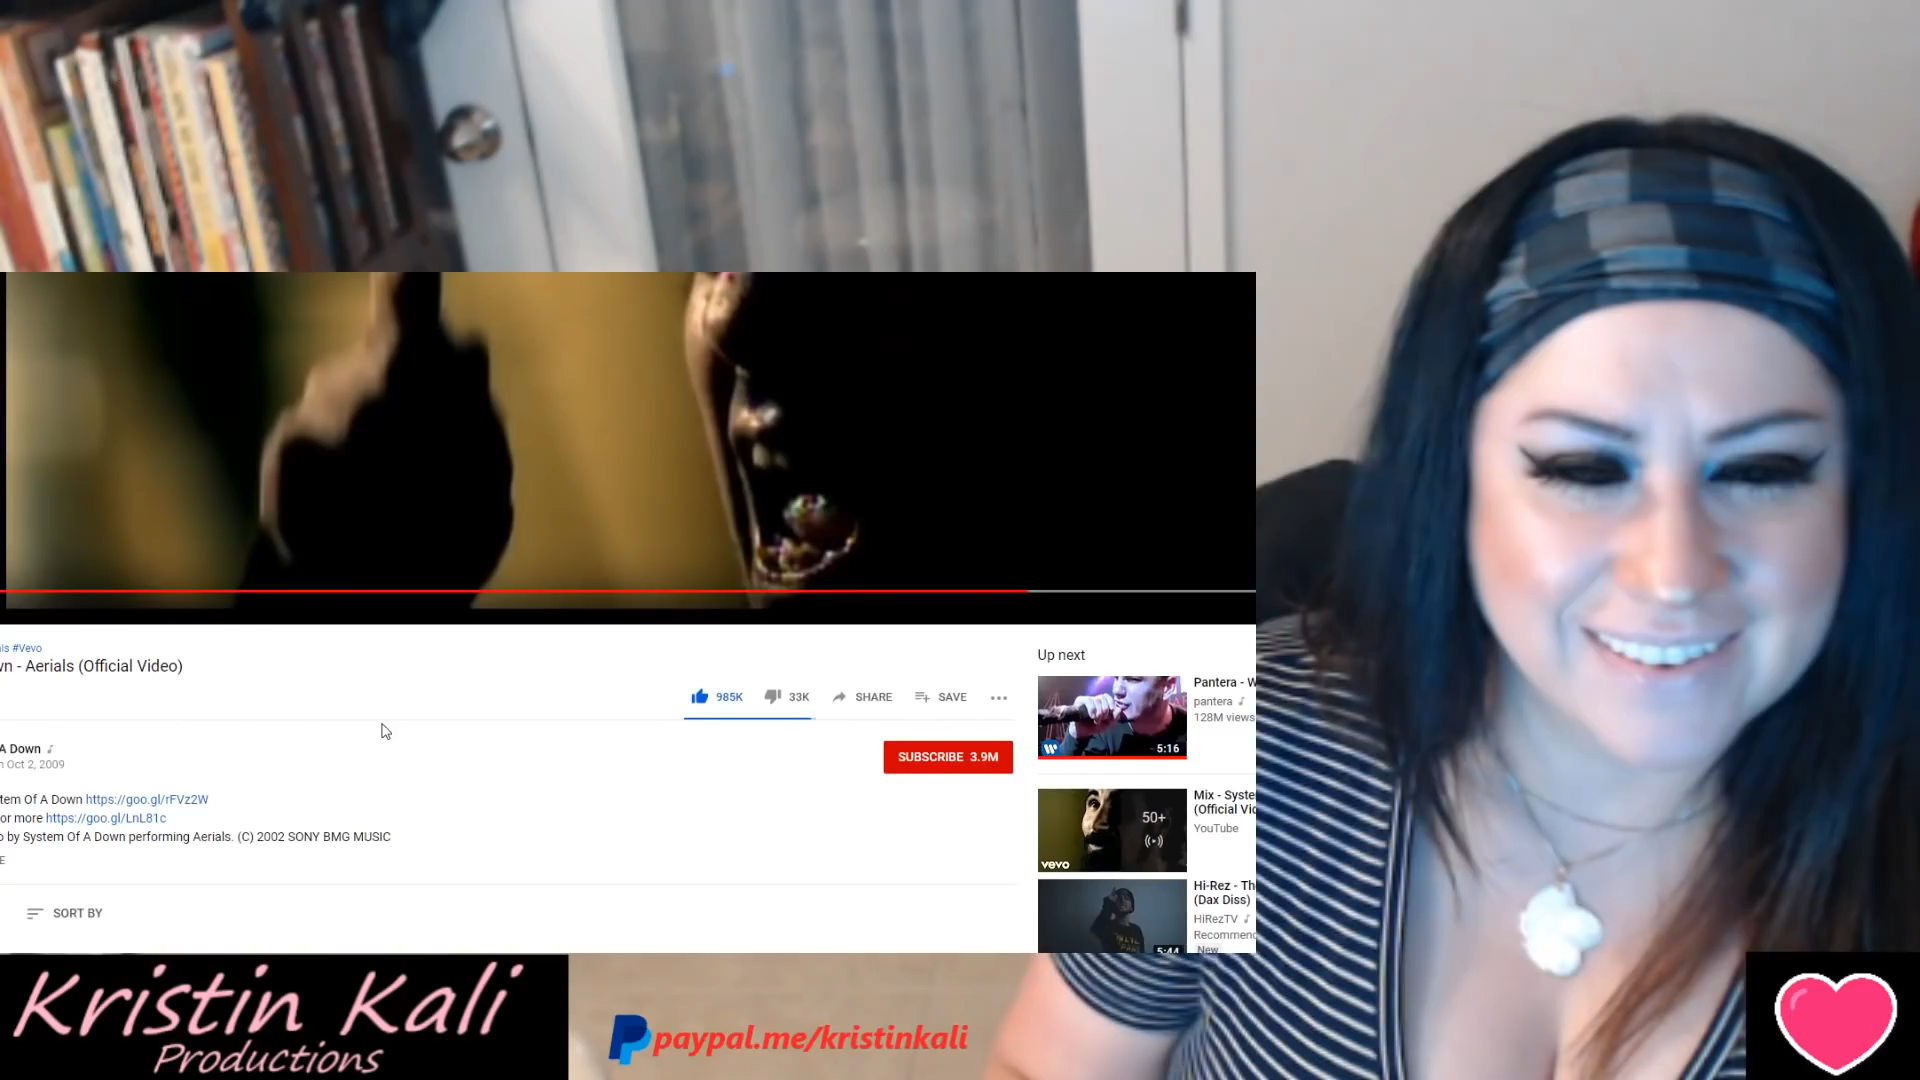 ls #Vevo
wn - Aerials (Official Video)
985K
33K
SHARE
SAVE
A Down
n Oct 2, 2009
SUBSCRIBE 3.9M
tem Of A Down https://goo.gl/rFVz2W
or more https://goo.gl/LnL81c
o by System Of A Down performing Aerials. (C) 2002 SONY BMG MUSIC
E
SORT BY
Up next
Pantera - W
pantera
128M views
5:16
Mix - Syste
(Official Vid
YouTube
50+
vevo
Hi-Rez - Th
(Dax Diss)
HiRezTV
Recommend
New
5:44
Kristin Kali
Productions
paypal.me/kristinkali